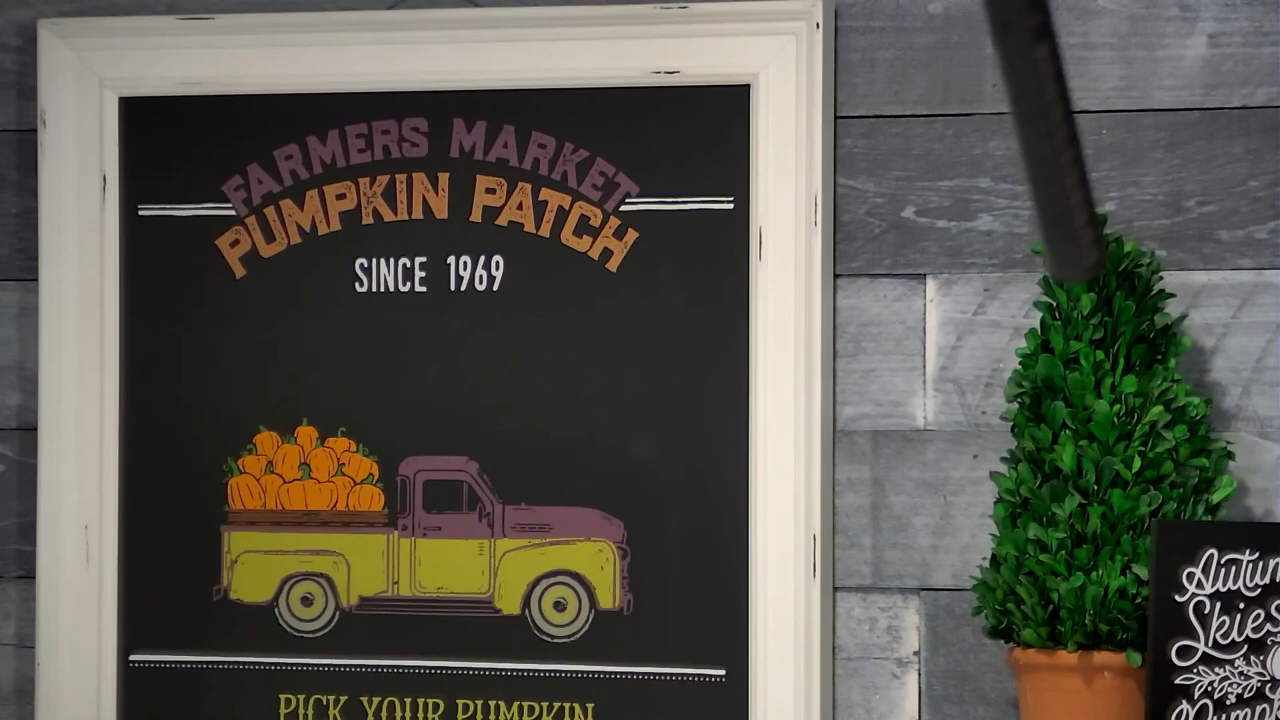 FARMERS MARKET
PUMPKIN PATCH
SINCE 1969
PICK YOUR PUMPKIN
Autum
Skies